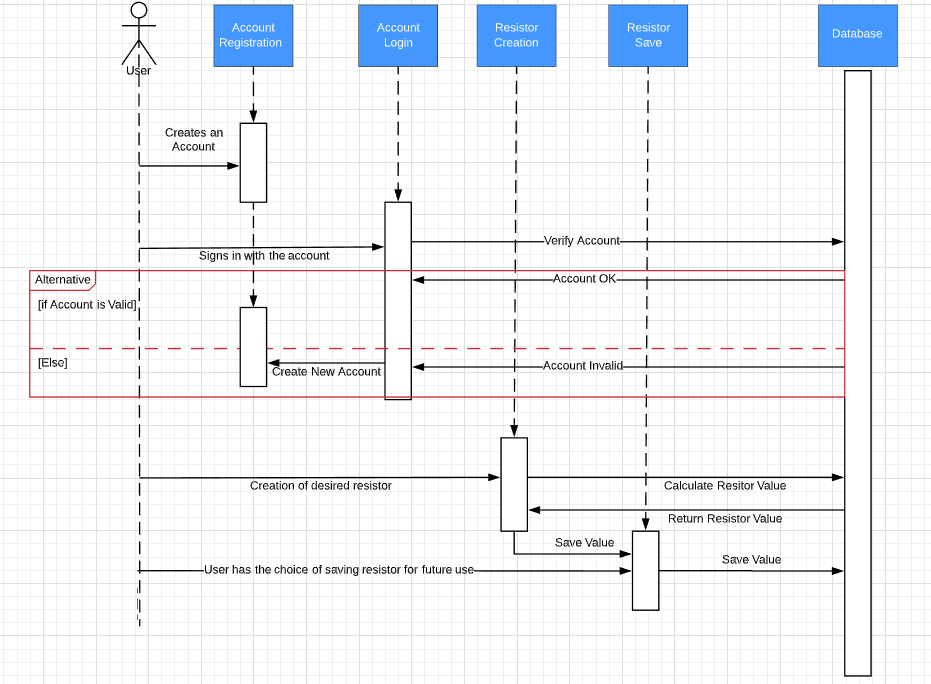 Account
Registration
Account
Login
Resistor
Creation
Resistor
Save
Database
User
Creates an
Account
Verify Account
Signs in with the account
Alternative
Account OK
[if Account is Valid]
[Else]
Account Invalid
Create New Account
Creation of desired resistor
Calculate Resitor Value
Return Resistor Value
Save Value
Save Value
User has the choice of saving resistor for future use